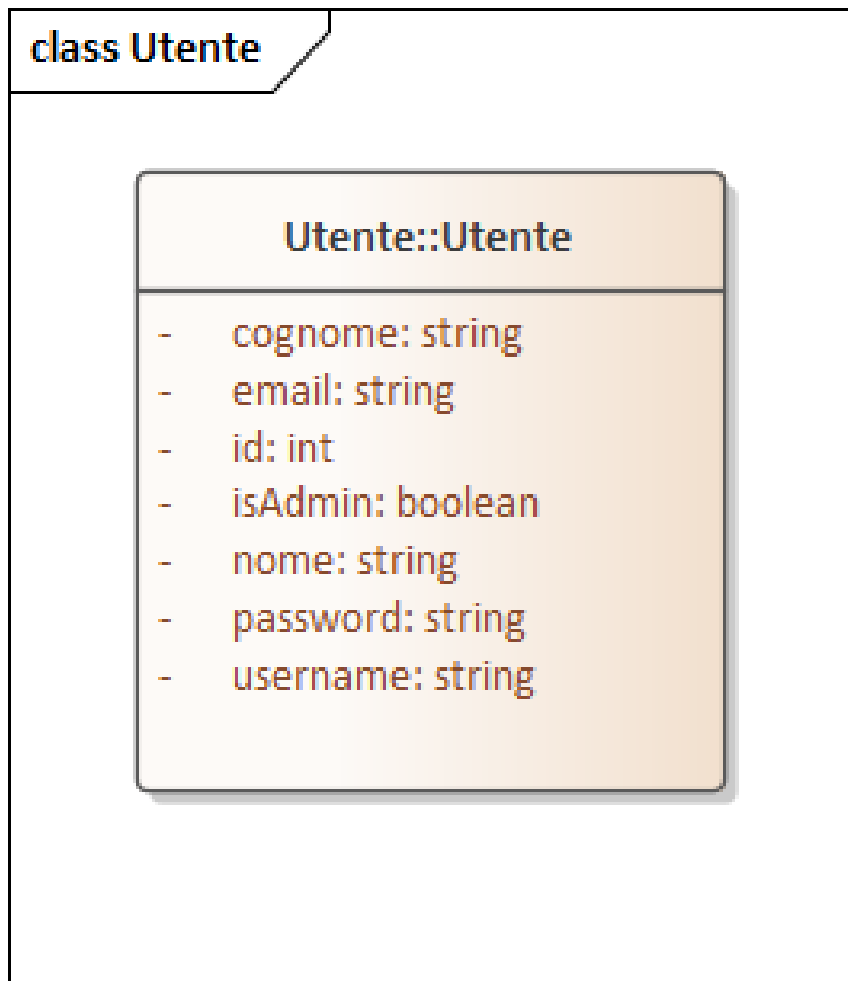 class Utente
Utente::Utente
- cognome: string
- email: string
- id: int
- isAdmin: boolean
- nome: string
- password: string
- username: string